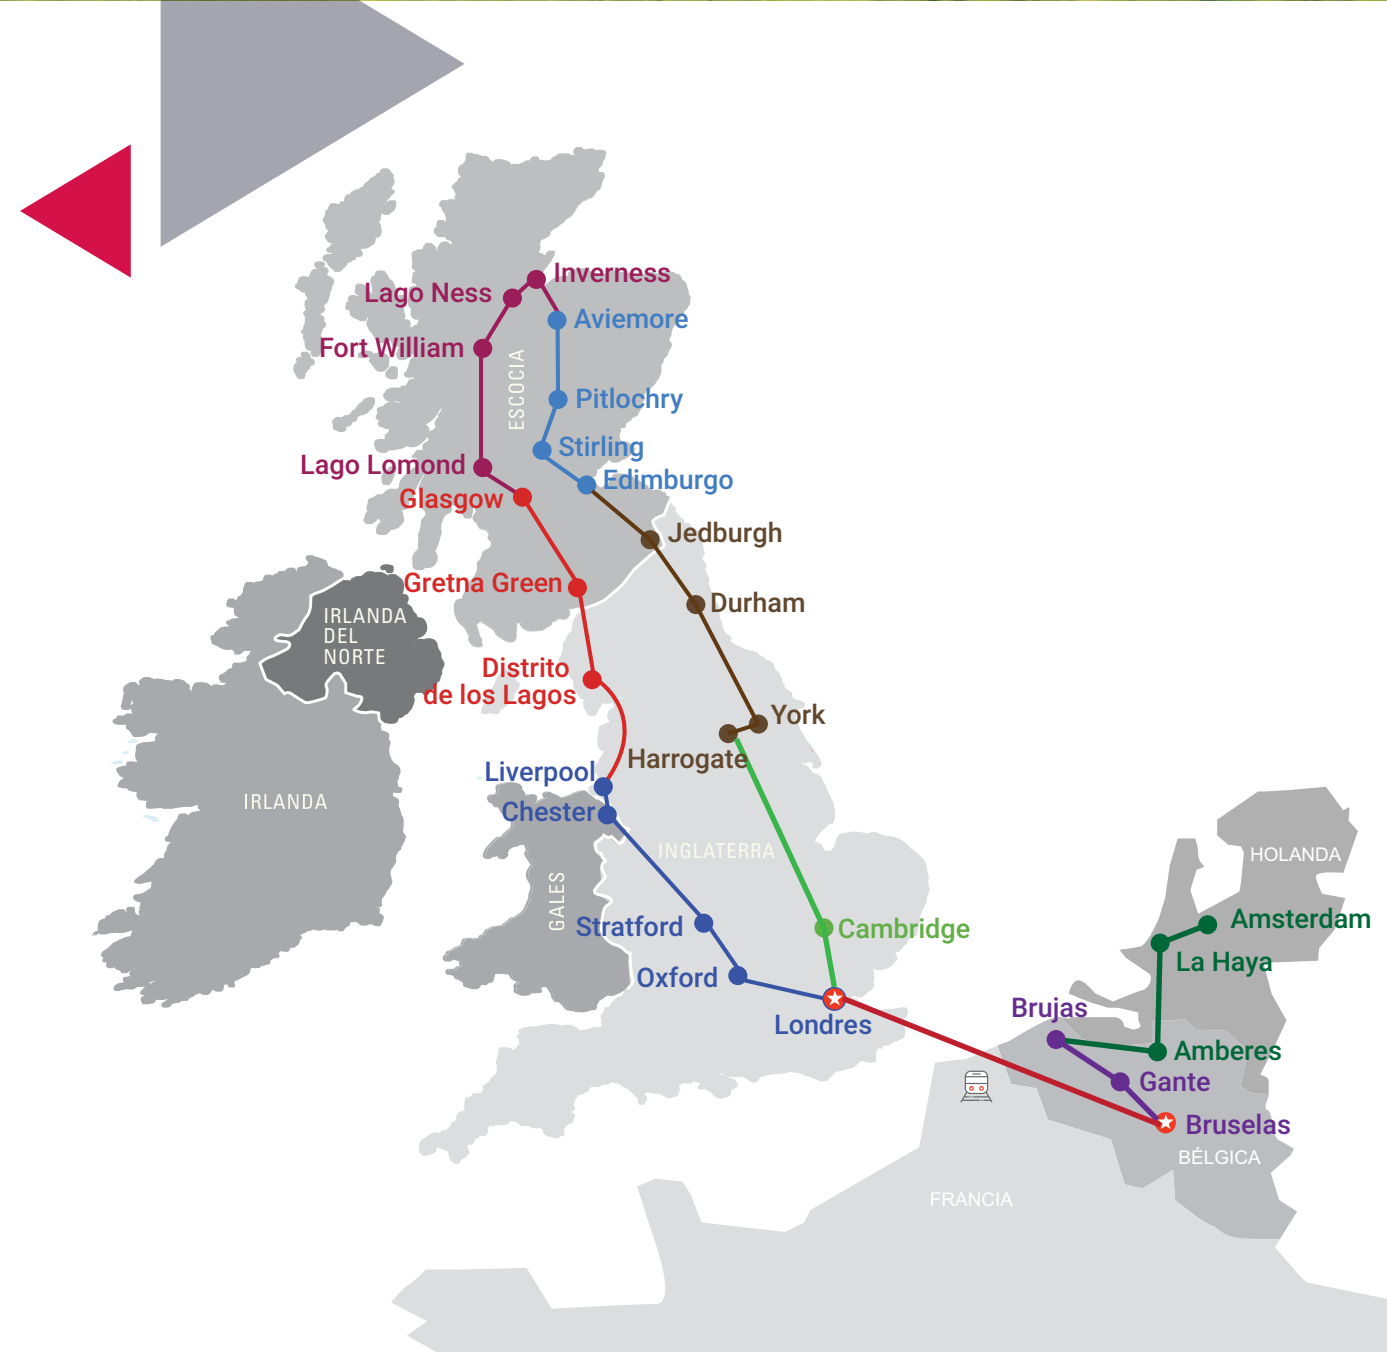 Inverness
Lago Ness
Aviemore
Fort William
ESCOCIA
Pitlochry
Stirling
Lago Lomond
Edimburgo
Glasgow
Jedburgh
Gretna Green
Durham
IRLANDA
DEL
NORTE
Distrito
de los Lagos
York
Harrogate
Liverpool
IRLANDA
Chester
INGLATERRA
HOLANDA
GALES
Stratford
Cambridge
Amsterdam
La Haya
Oxford
Londres
Brujas
Amberes
Gante
Bruselas
BÉLGICA
FRANCIA